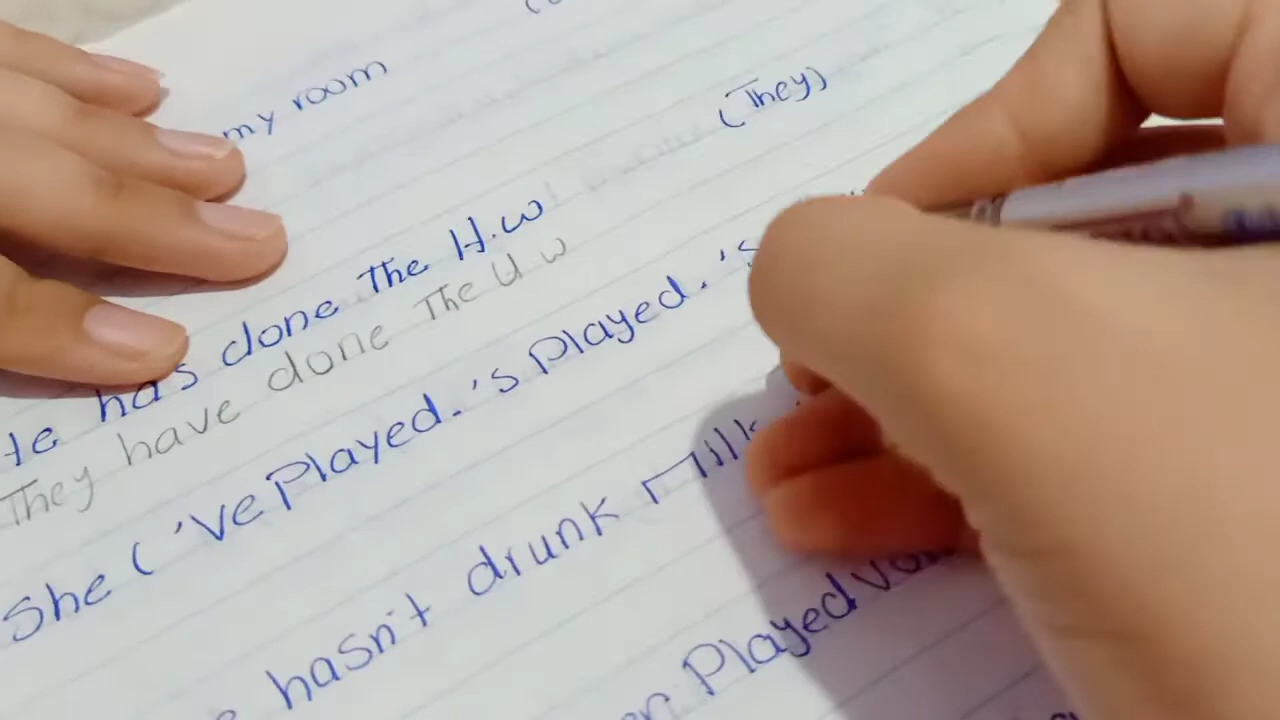 my room
(They)
He has done The H.w
They have done The U w
She ( 've Played. 's Played. 's
hasn't drunk Milk
Played